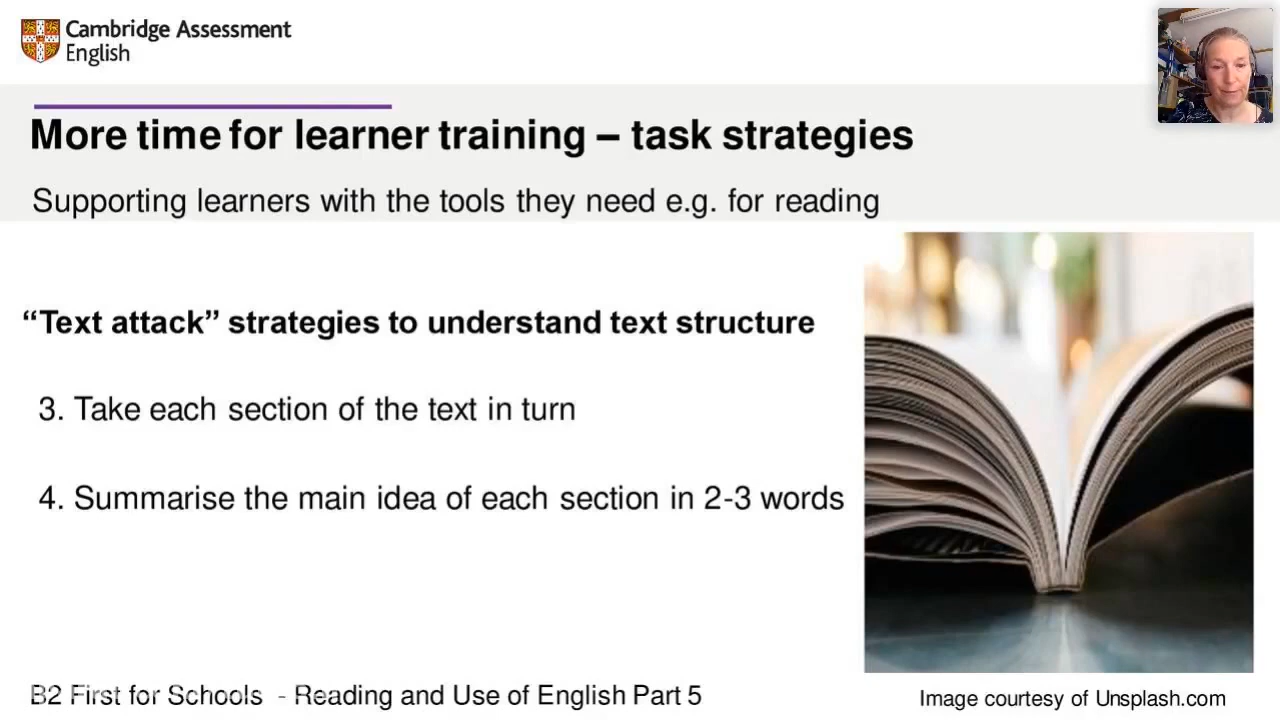 Cambridge Assessment
English
More time for learner training – task strategies
Supporting learners with the tools they need e.g. for reading
“Text attack” strategies to understand text structure
3. Take each section of the text in turn
4. Summarise the main idea of each section in 2-3 words
B2 First for Schools - Reading and Use of English Part 5
Image courtesy of Unsplash.com